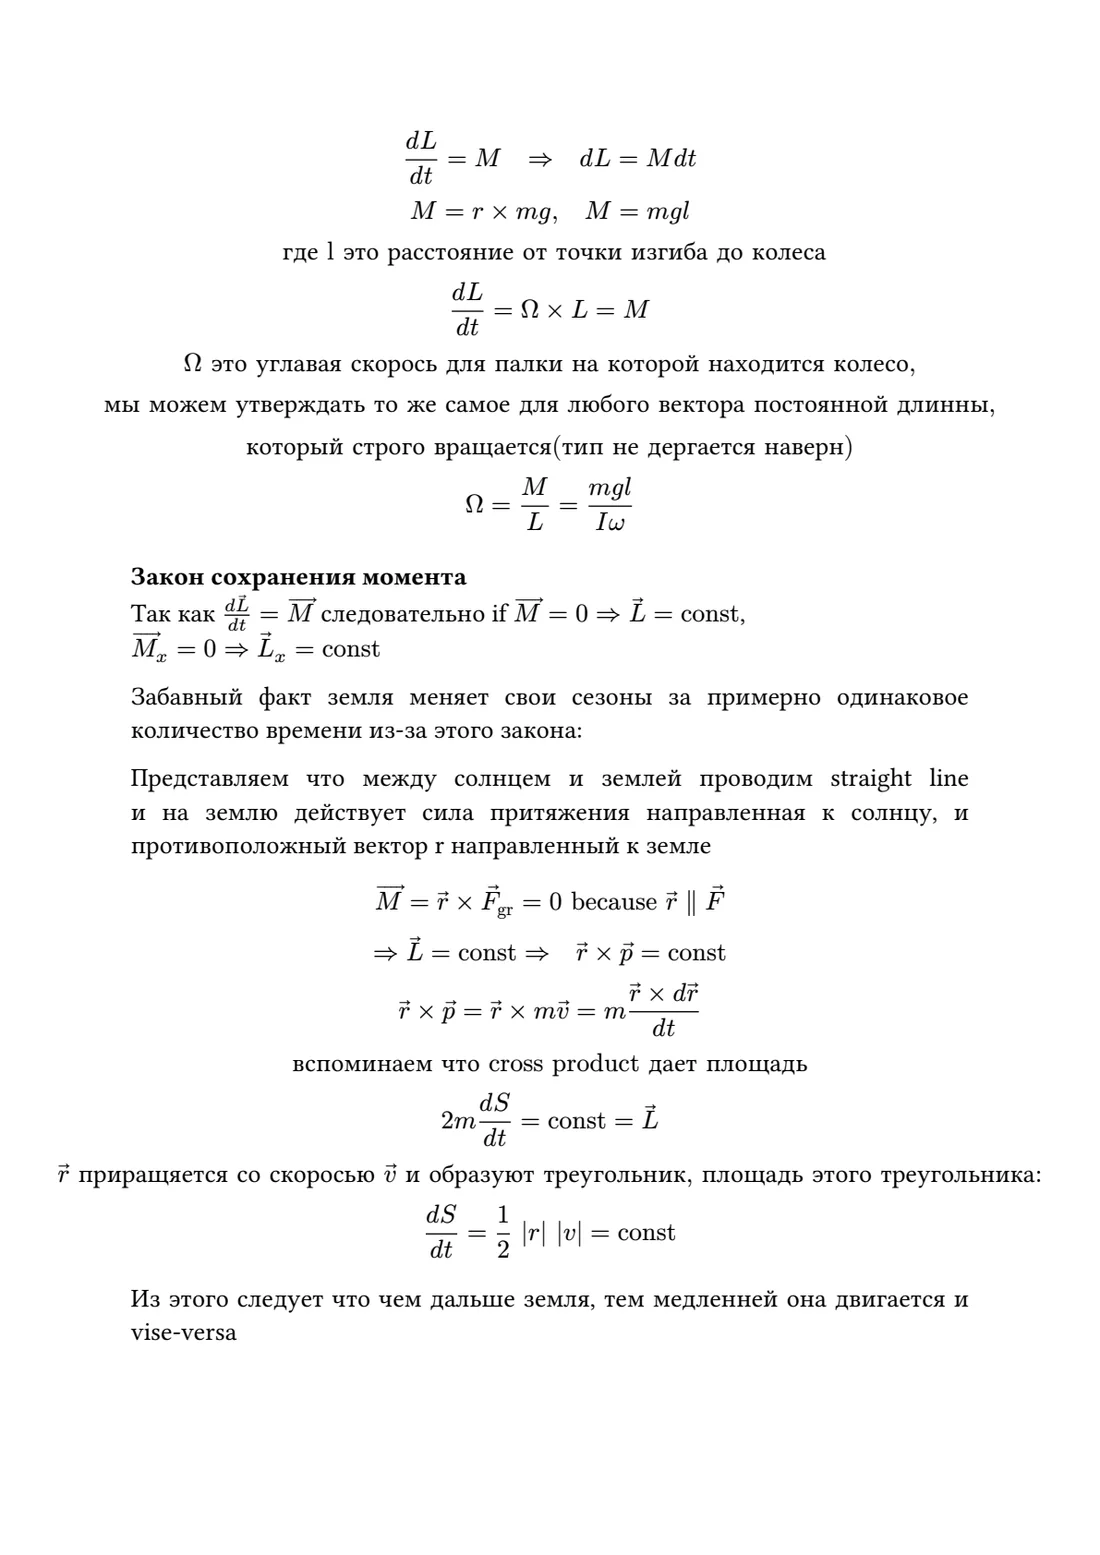 dL/dt = M ⇒ dL = Mdt
M = r × mg, M = mgl
где l это расстояние от точки изгиба до колеса
dL/dt = Ω × L = M
Ω это углавая скорось для палки на которой находится колесо,
мы можем утверждать то же самое для любого вектора постоянной длинны,
который строго вращается(тип не дергается наверн)
Ω = M/L = mgl/Iω
Закон сохранения момента
Так как dL⃗/dt = M⃗ следовательно if M⃗ = 0 ⇒ L⃗ = const,
M⃗ₓ = 0 ⇒ L⃗ₓ = const
Забавный факт земля меняет свои сезоны за примерно одинаковое
количество времени из-за этого закона:
Представляем что между солнцем и землей проводим straight line
и на землю действует сила притяжения направленная к солнцу, и
противоположный вектор r направленный к земле
M⃗ = r⃗ × F⃗gr = 0 because r⃗ ∥ F⃗
⇒ L⃗ = const ⇒ r⃗ × p⃗ = const
r⃗ × p⃗ = r⃗ × mv⃗ = m r⃗ × dr⃗/dt
вспоминаем что cross product дает площадь
2m dS/dt = const = L⃗
r⃗ приращяется со скоросью v⃗ и образуют треугольник, площадь этого треугольника:
dS/dt = 1/2 |r| |v| = const
Из этого следует что чем дальше земля, тем медленней она двигается и
vise-versa